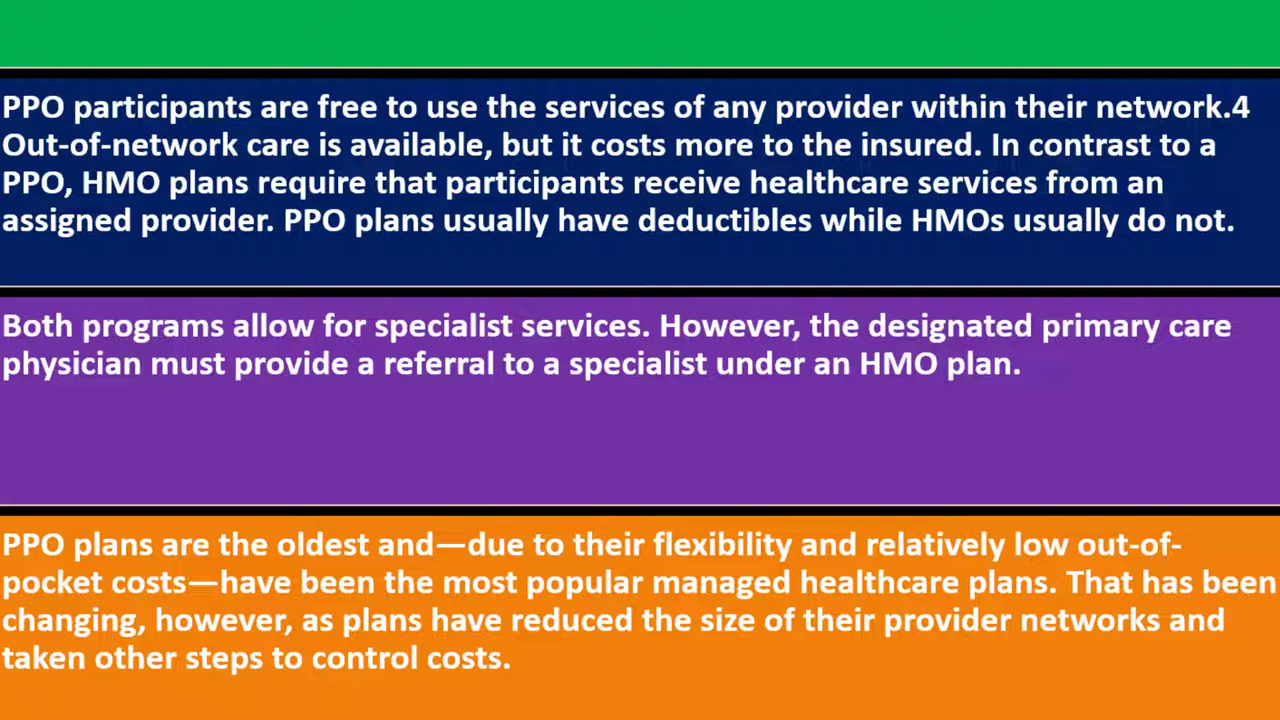 PPO participants are free to use the services of any provider within their network.4
Out-of-network care is available, but it costs more to the insured. In contrast to a
PPO, HMO plans require that participants receive healthcare services from an
assigned provider. PPO plans usually have deductibles while HMOs usually do not.
Both programs allow for specialist services. However, the designated primary care
physician must provide a referral to a specialist under an HMO plan.
PPO plans are the oldest and—due to their flexibility and relatively low out-of-
pocket costs—have been the most popular managed healthcare plans. That has been
changing, however, as plans have reduced the size of their provider networks and
taken other steps to control costs.